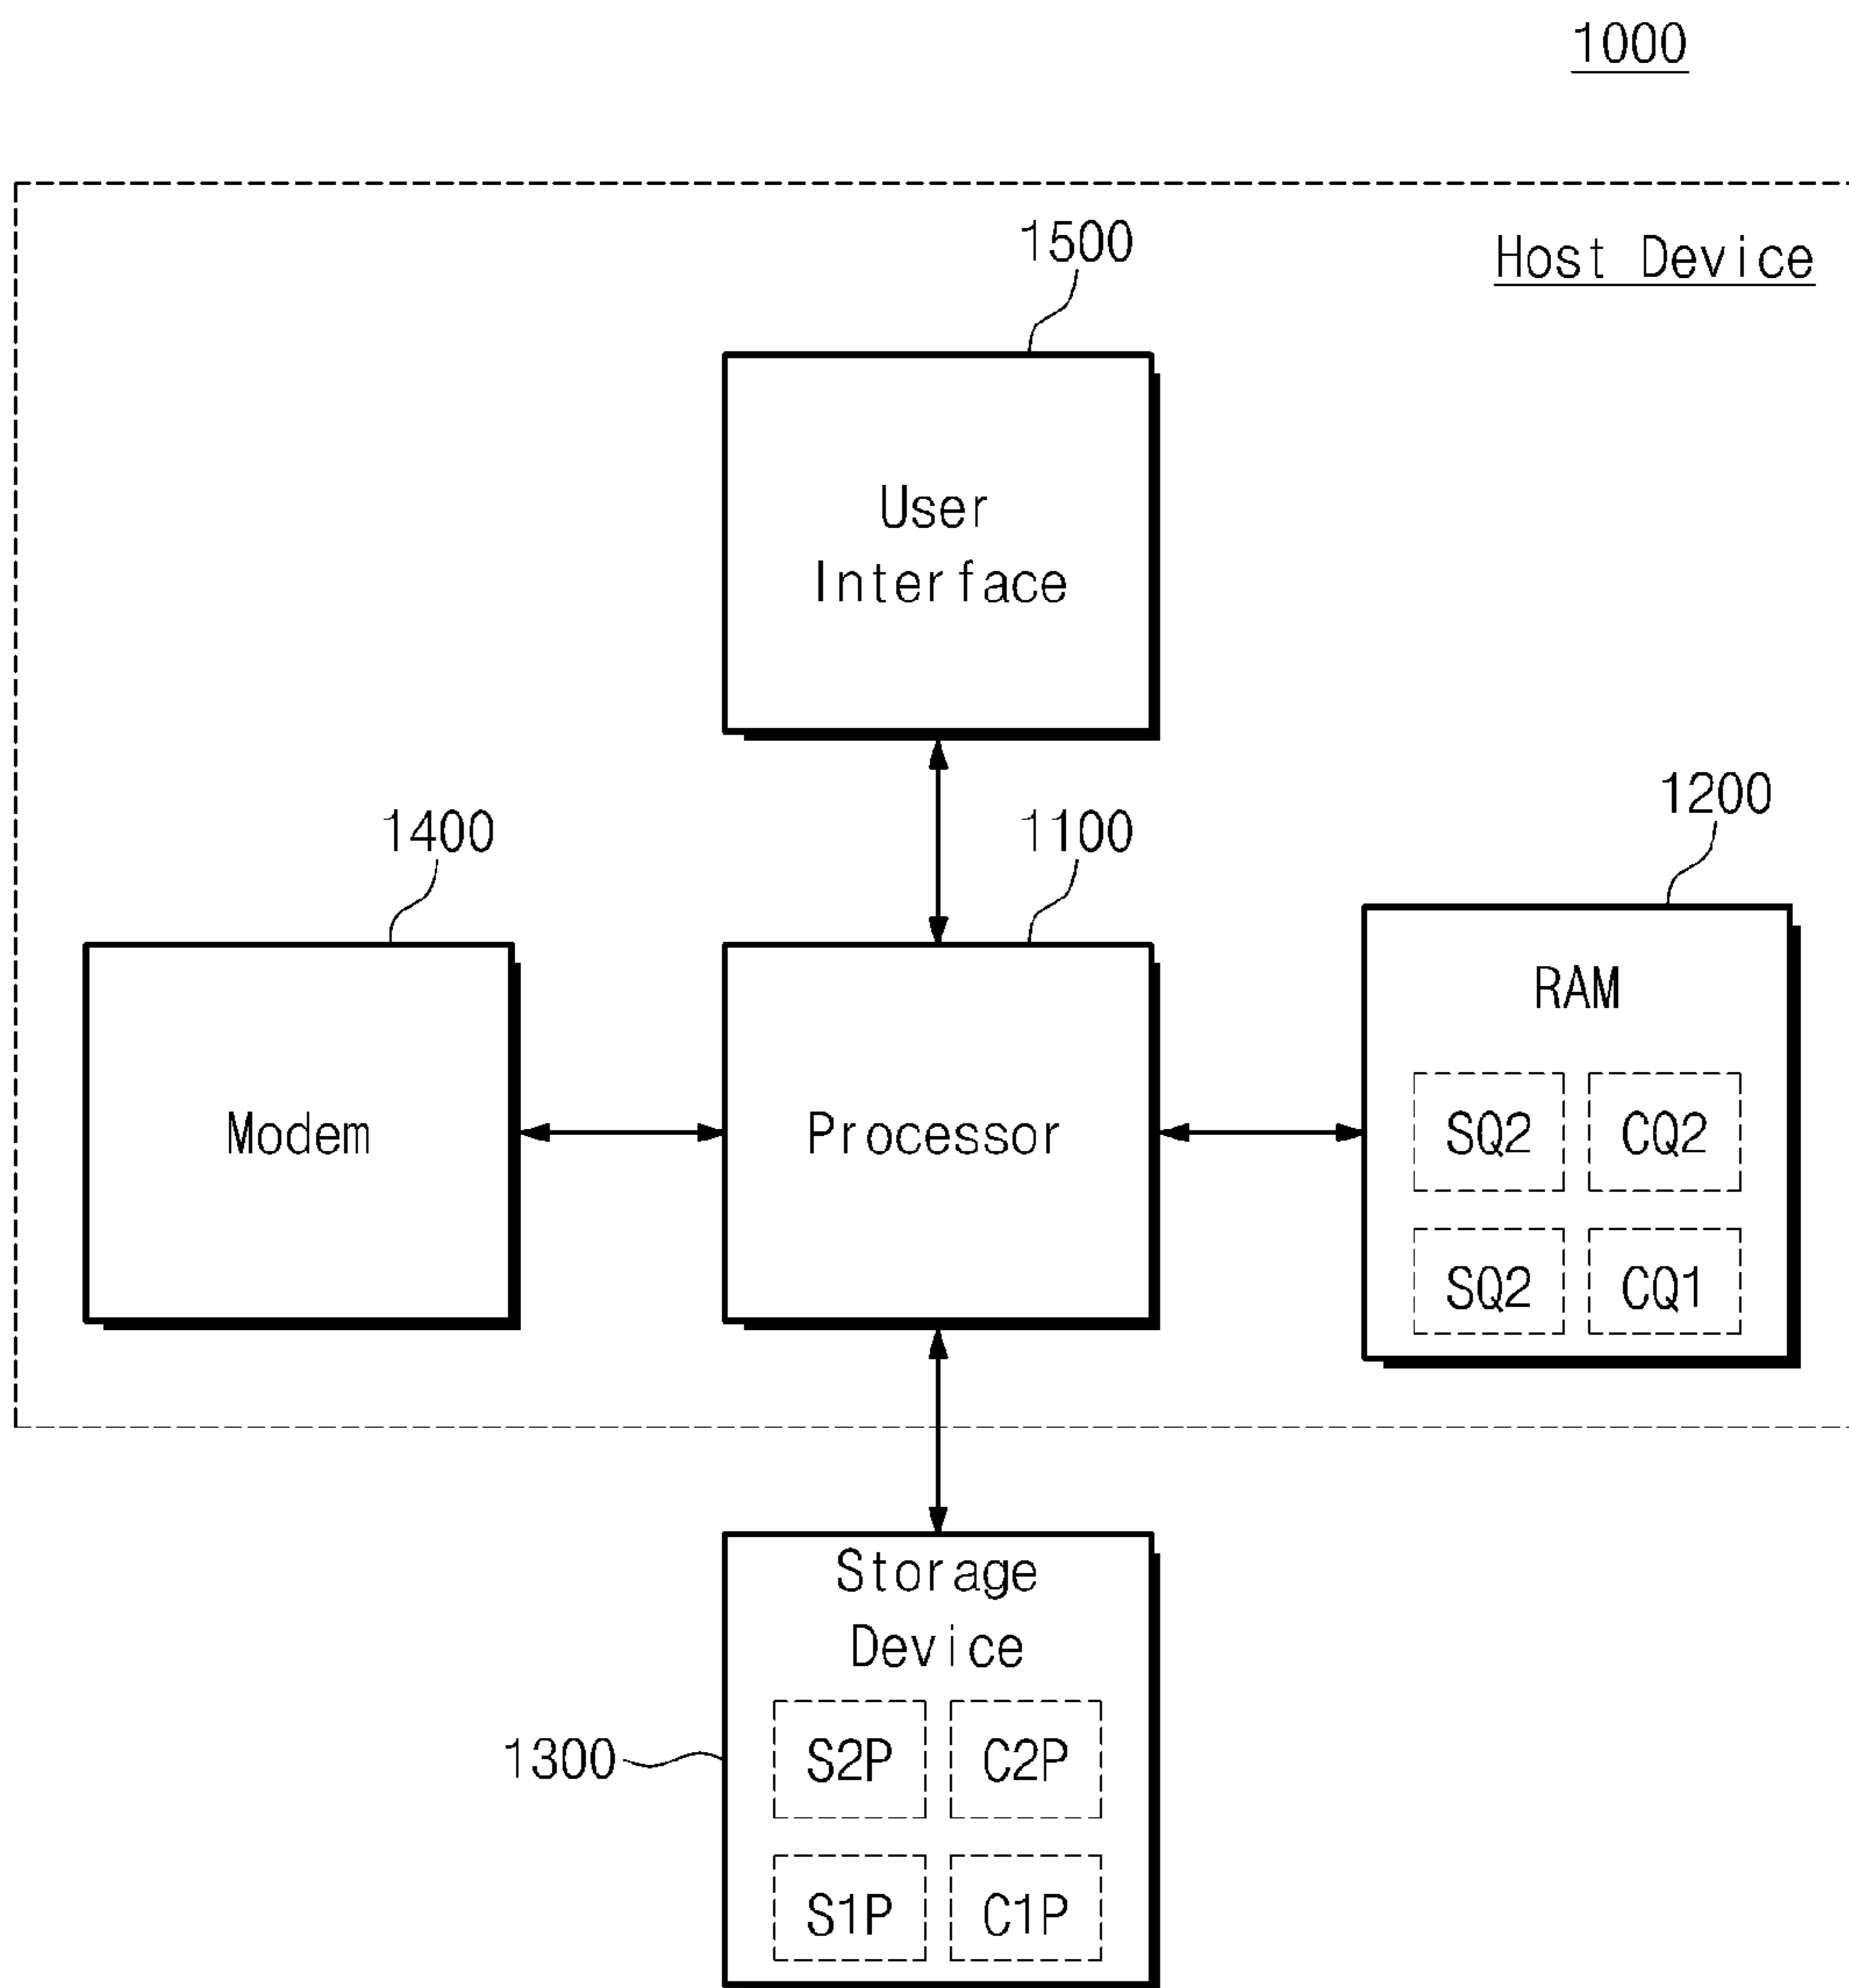 1000
1500
Host Device
User
Interface
1200
1400
1100
RAM
Modem
Processor
SQ2
CQ2
SQ2
CQ1
Storage
Device
1300
S2P
C2P
S1P
C1P